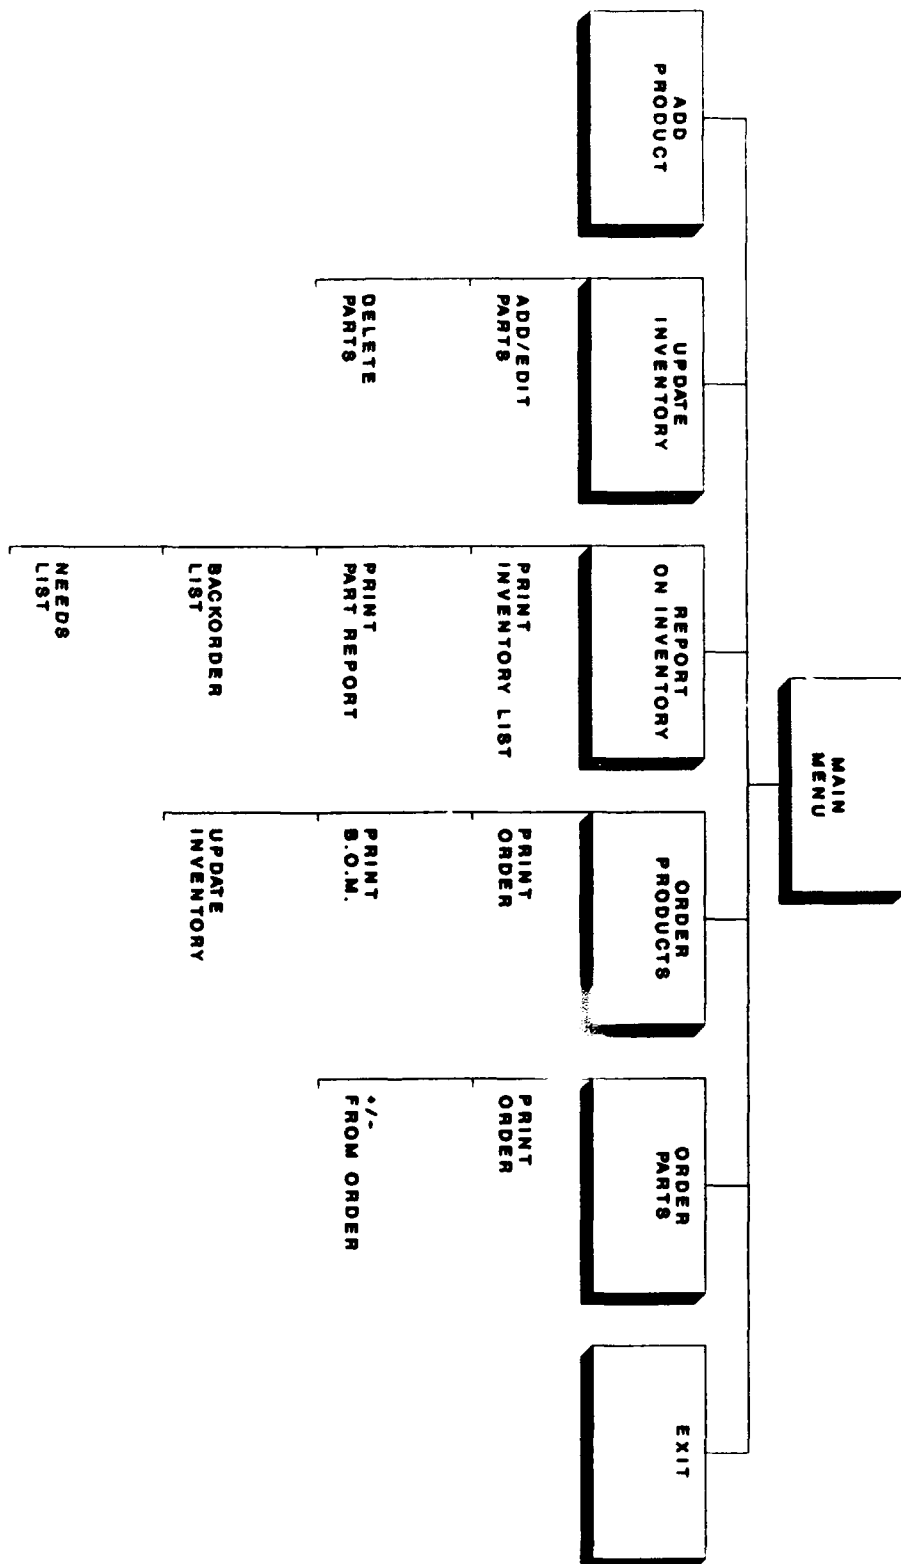 MAIN
MENU
ADD
PRODUCT
UPDATE
INVENTORY
ADD/EDIT
PARTS
DELETE
PARTS
REPORT
ON INVENTORY
PRINT
INVENTORY LIST
PRINT
PART REPORT
BACKORDER
LIST
NEEDS
LIST
ORDER
PRODUCTS
PRINT
ORDER
PRINT
B.O.M.
UPDATE
INVENTORY
ORDER
PARTS
PRINT
ORDER
+/-
FROM ORDER
EXIT